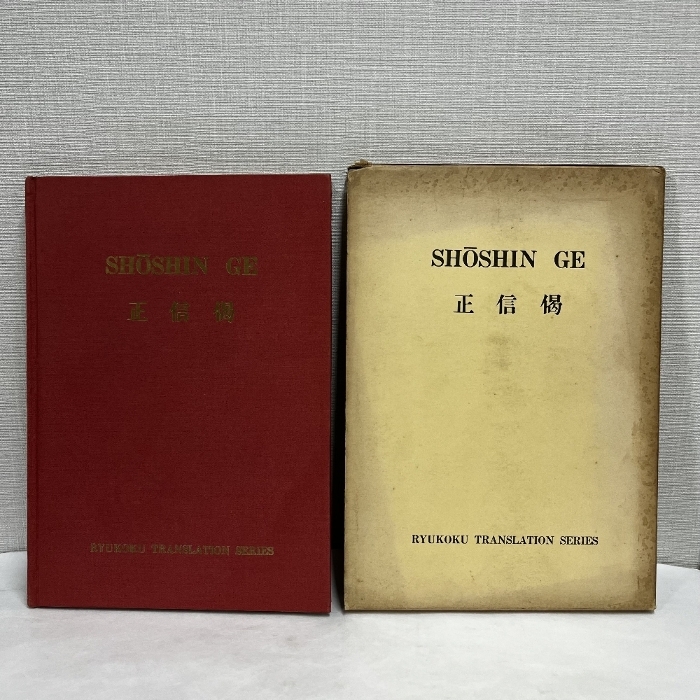 SHŌSHIN GE
正信偈
RYUKOKU TRANSLATION SERIES
SHŌSHIN GE
正信偈
RYUKOKU TRANSLATION SERIES